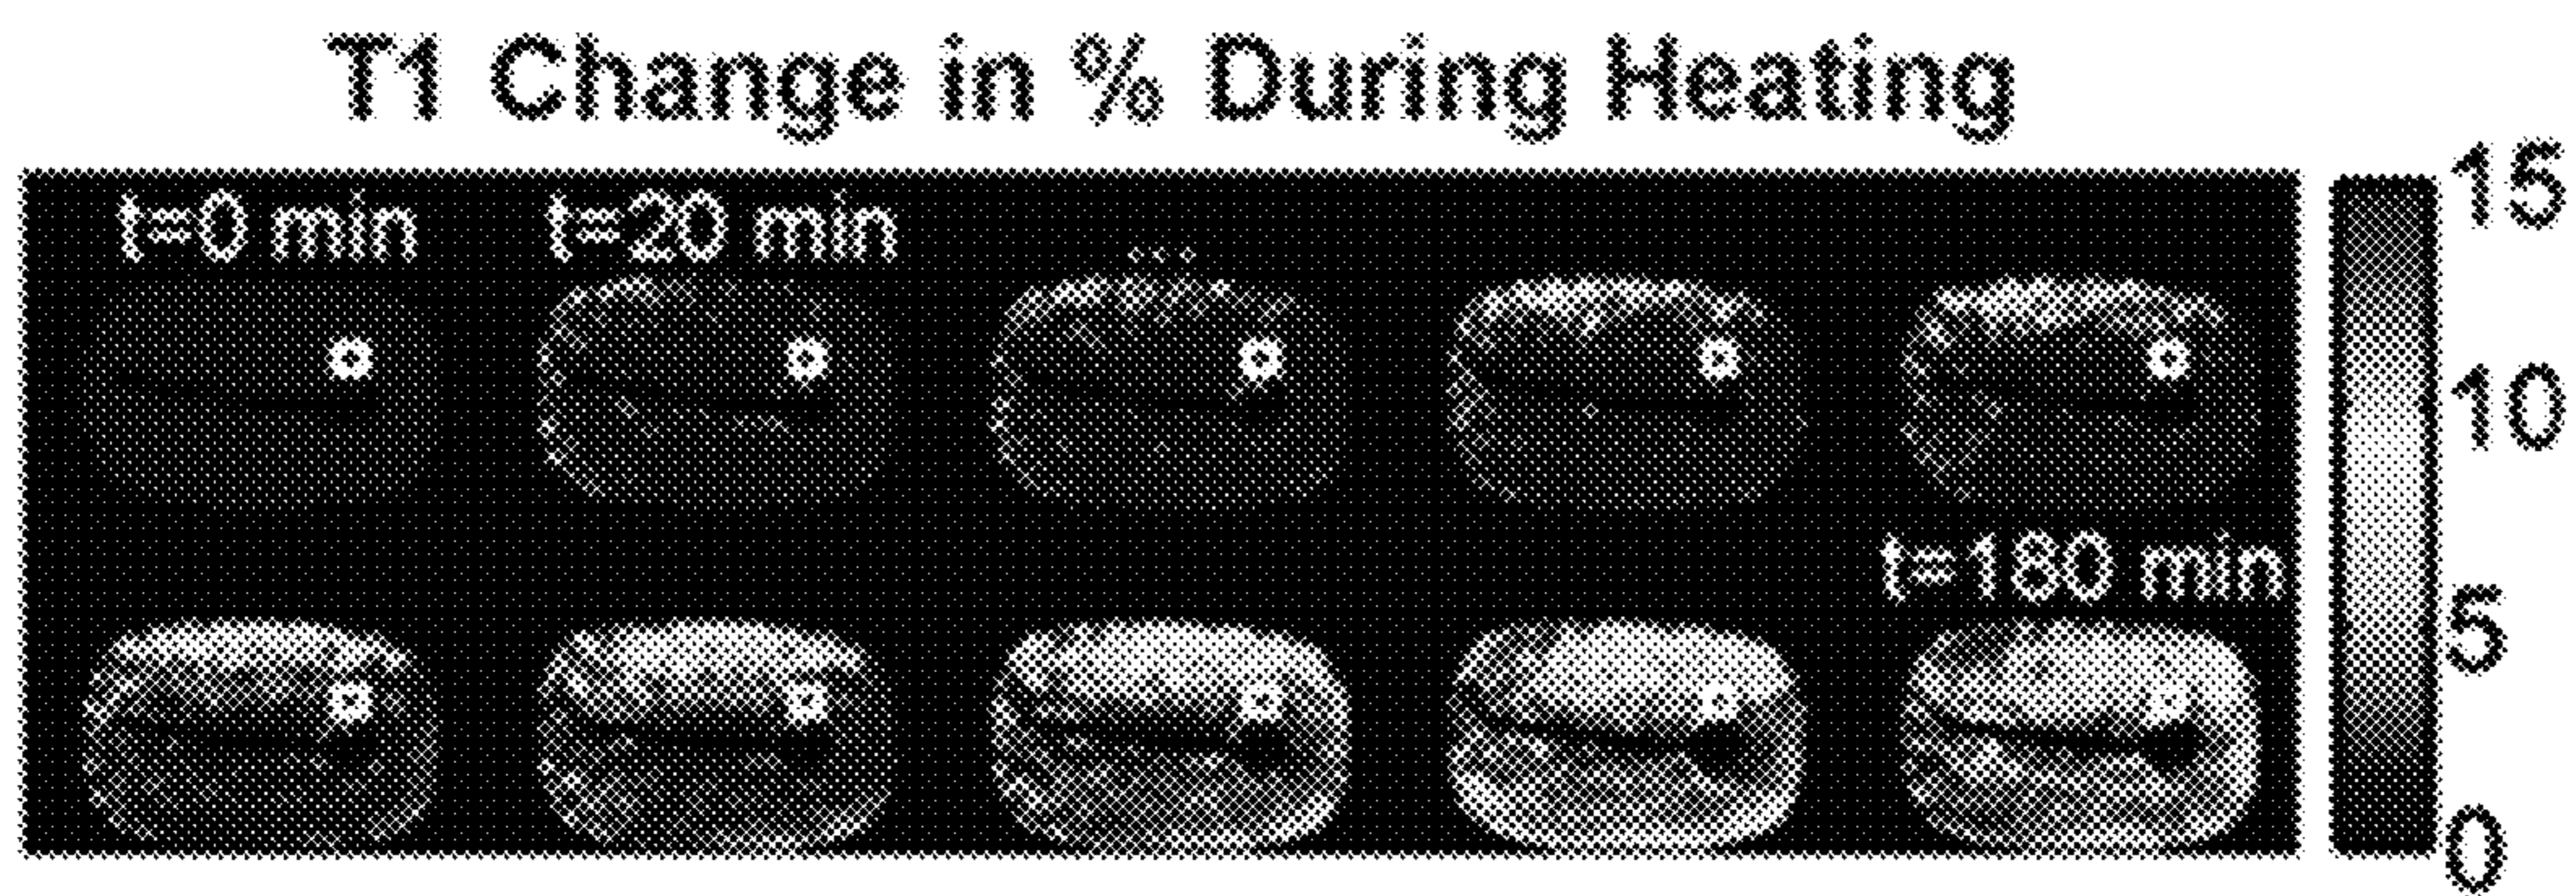 T1 Change in % During Heating
t=0 min
t=20 min
...
t=180 min
15
10
5
0